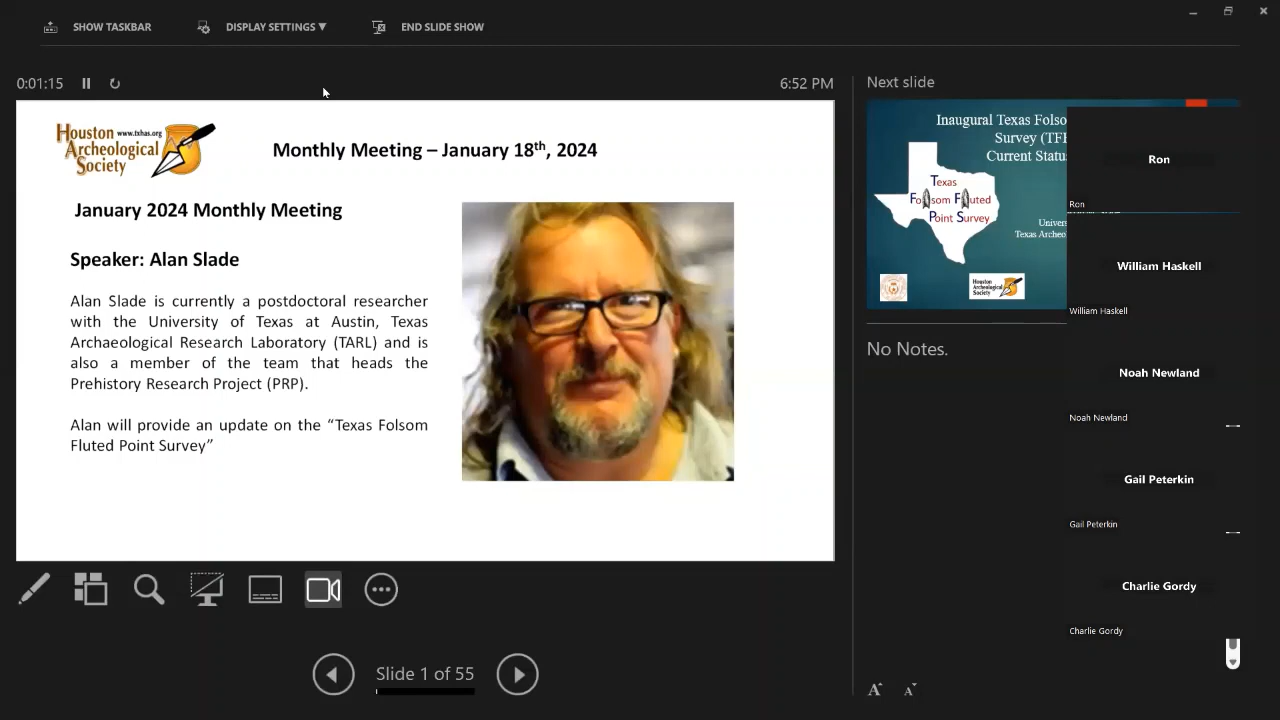 SHOW TASKBAR
DISPLAY SETTINGS ▼
END SLIDE SHOW
0:01:15
6:52 PM
Houston www.txhas.org
Archeological
Society
Monthly Meeting – January 18th, 2024
January 2024 Monthly Meeting
Speaker: Alan Slade
Alan Slade is currently a postdoctoral researcher
with the University of Texas at Austin, Texas
Archaeological Research Laboratory (TARL) and is
also a member of the team that heads the
Prehistory Research Project (PRP).
Alan will provide an update on the “Texas Folsom
Fluted Point Survey”
Slide 1 of 55
Next slide
Inaugural Texas Folso
Survey (TF
Current Statu
Texas
Folsom Fluted
Point Survey
Univers
Texas Archeo
Houston
Archeological
Society
No Notes.
A A
Ron
Ron
William Haskell
William Haskell
Noah Newland
Noah Newland
Gail Peterkin
Gail Peterkin
Charlie Gordy
Charlie Gordy